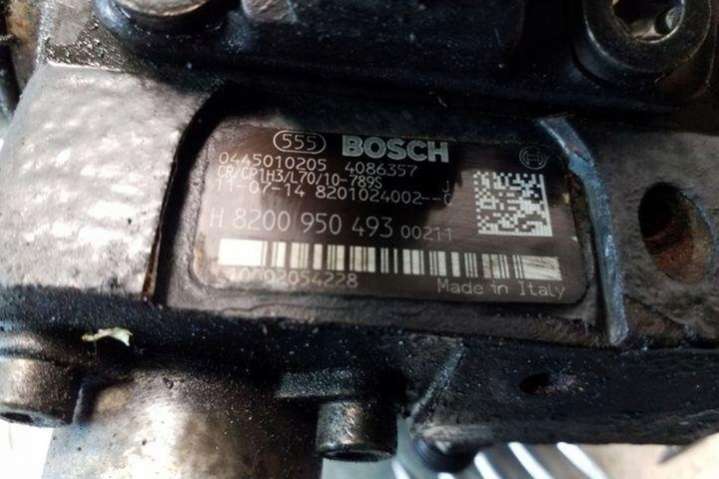 555 BOSCH
0445010205 4086357
CR/CP1H3/L70/10-789S
11-07-14 8201024002--
H 8200 950 493 00211
Made in Italy